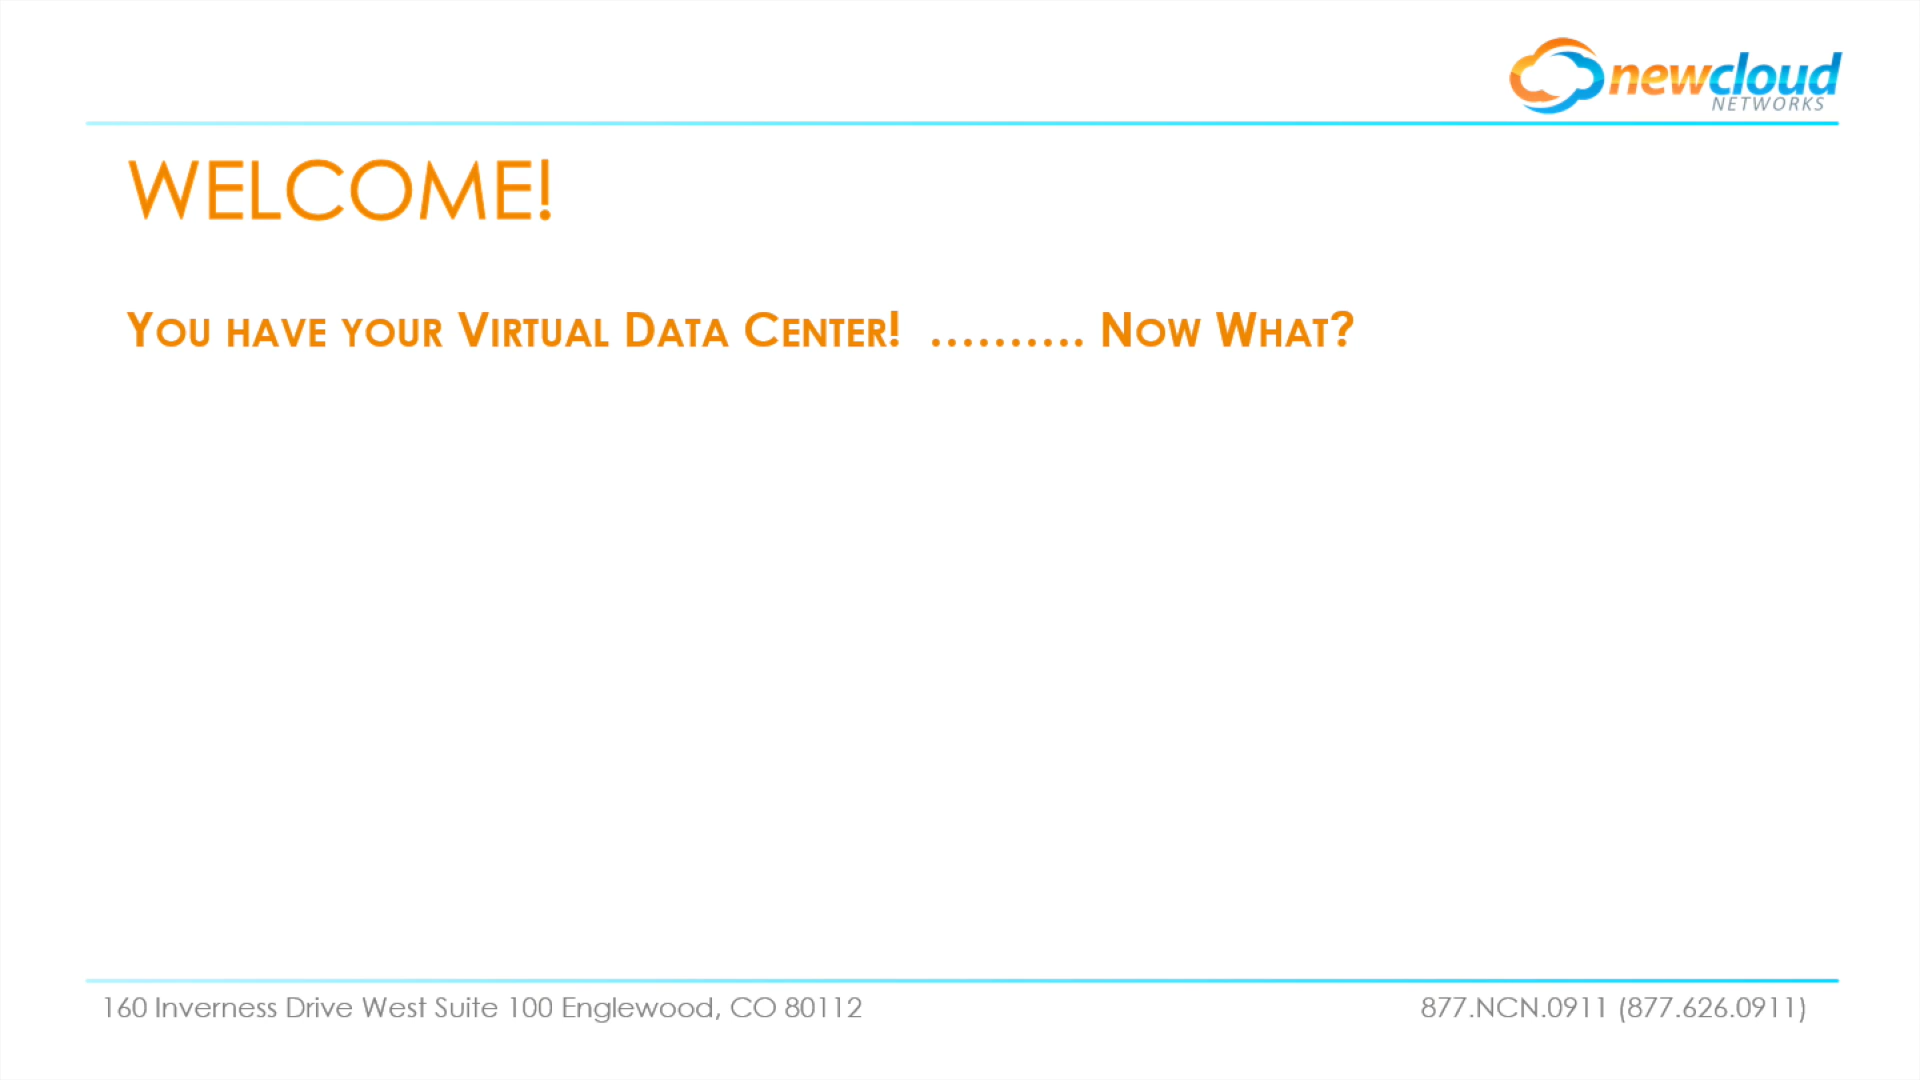 newcloud
NETWORKS
WELCOME!
YOU HAVE YOUR VIRTUAL DATA CENTER! .......... NOW WHAT?
160 Inverness Drive West Suite 100 Englewood, CO 80112
877.NCN.0911 (877.626.0911)